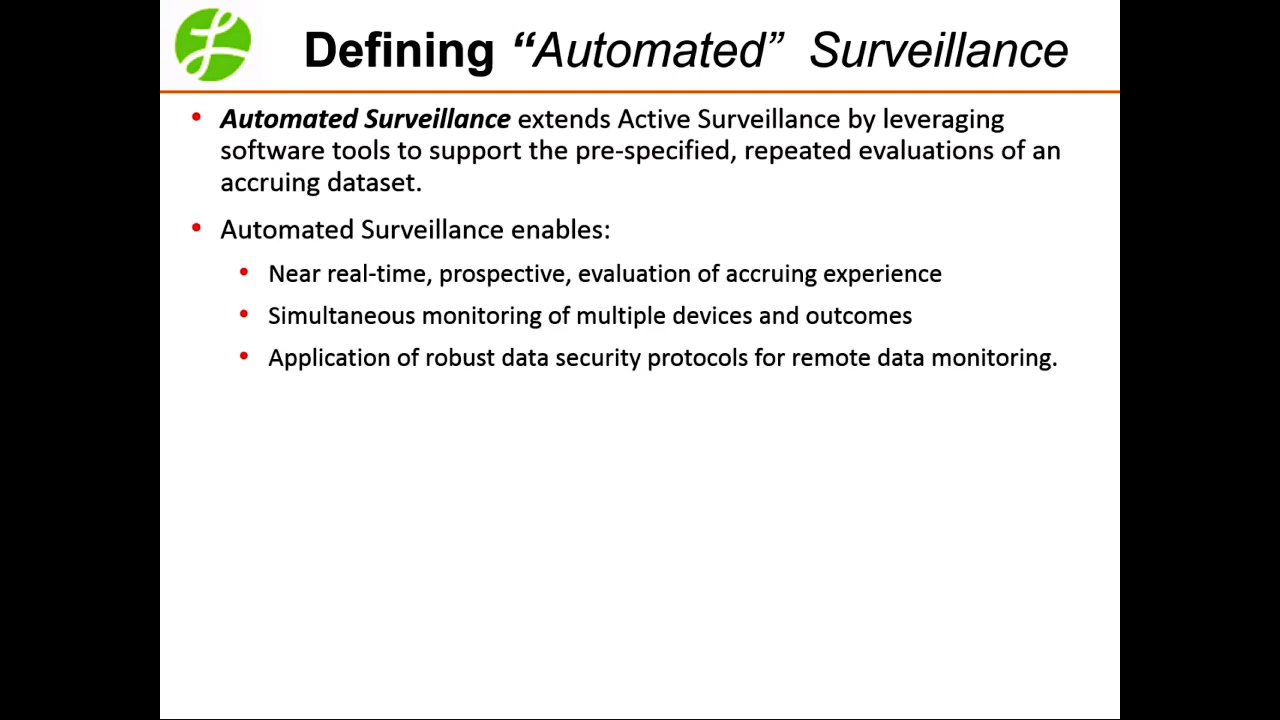 Defining “Automated” Surveillance
• Automated Surveillance extends Active Surveillance by leveraging
software tools to support the pre-specified, repeated evaluations of an
accruing dataset.
• Automated Surveillance enables:
• Near real-time, prospective, evaluation of accruing experience
• Simultaneous monitoring of multiple devices and outcomes
• Application of robust data security protocols for remote data monitoring.